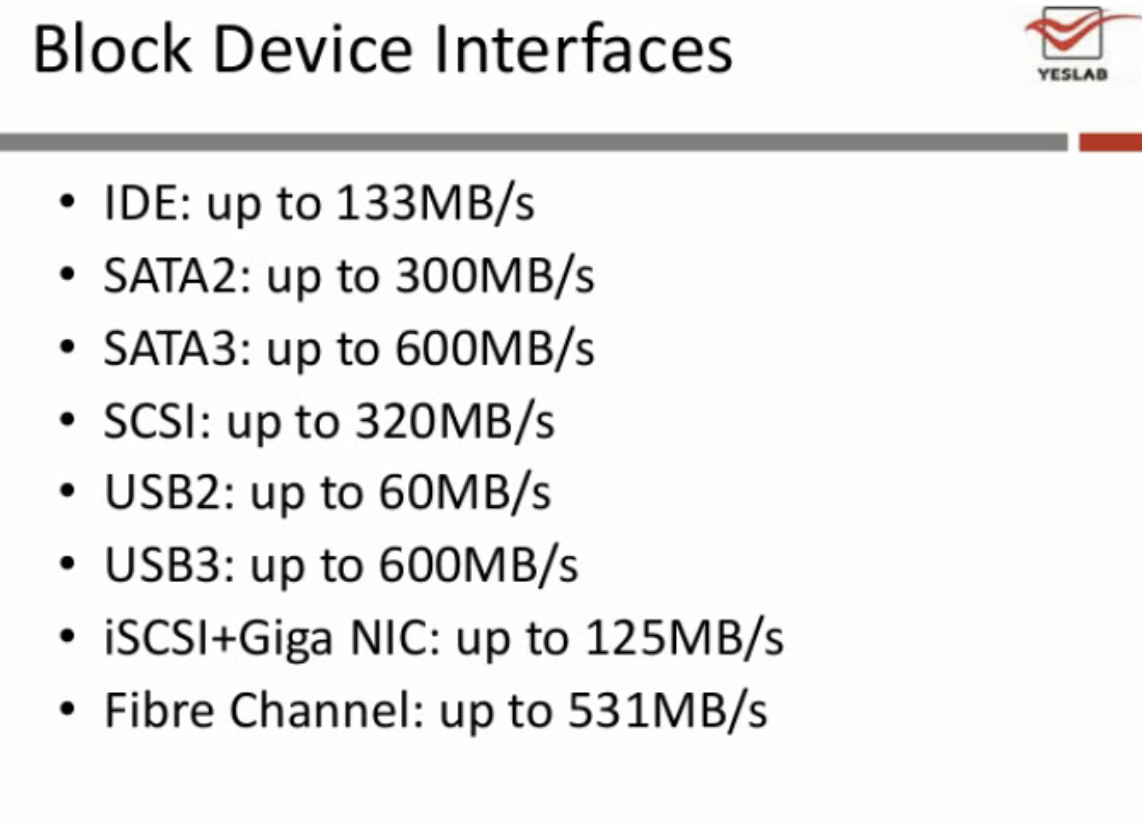 Block Device Interfaces
YESLAB
• IDE: up to 133MB/s
• SATA2: up to 300MB/s
• SATA3: up to 600MB/s
• SCSI: up to 320MB/s
• USB2: up to 60MB/s
• USB3: up to 600MB/s
• iSCSI+Giga NIC: up to 125MB/s
• Fibre Channel: up to 531MB/s